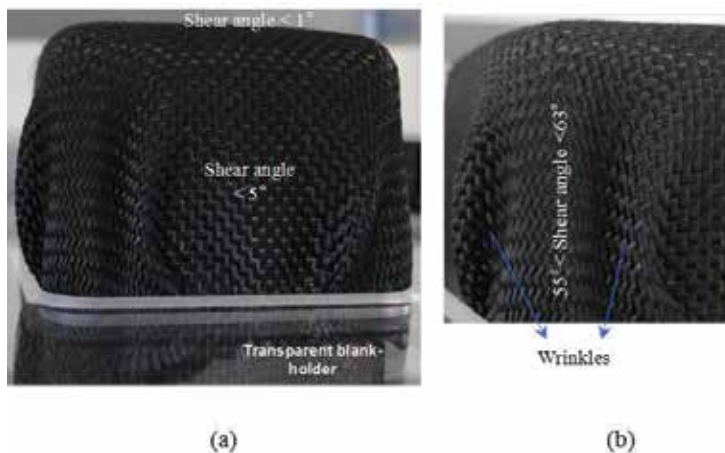 Shear angle < 1°
Shear angle
< 5°
Transparent blank-
holder
55° < Shear angle <63°
Wrinkles
(a)
(b)